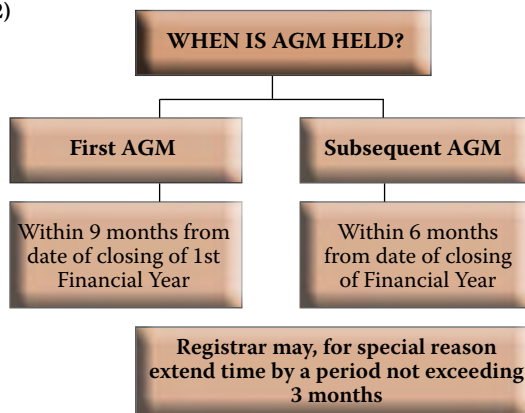 2)
WHEN IS AGM HELD?
First AGM
Subsequent AGM
Within 9 months from
date of closing of 1st
Financial Year
Within 6 months
from date of closing
of Financial Year
Registrar may, for special reason
extend time by a period not exceeding
3 months